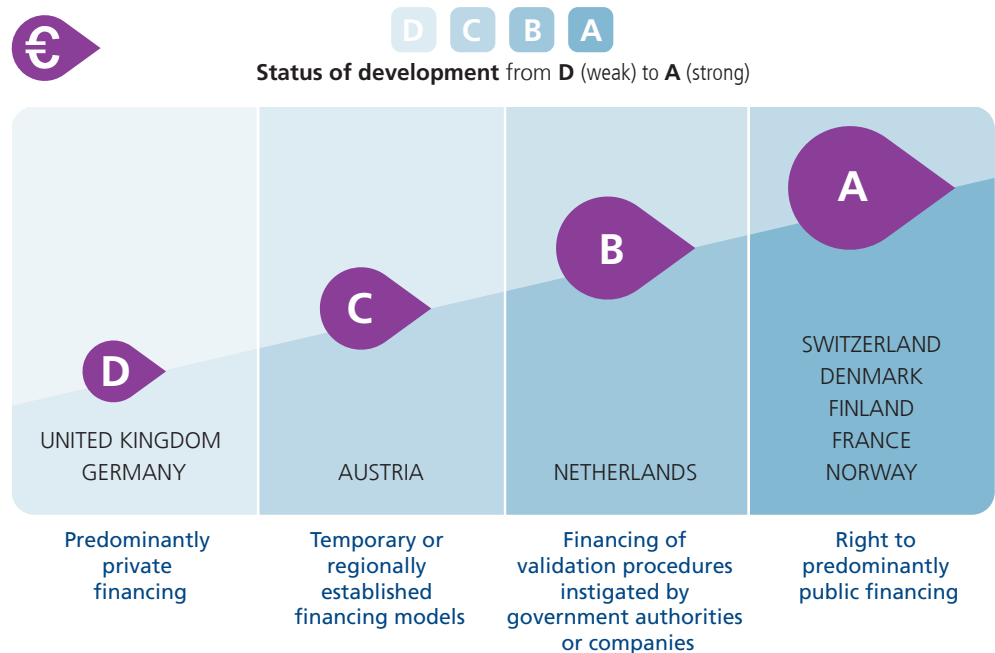 €
D C B A
Status of development from D (weak) to A (strong)
D
UNITED KINGDOM
GERMANY
Predominantly
private
financing
C
AUSTRIA
Temporary or
regionally
established
financing models
B
NETHERLANDS
Financing of
validation procedures
instigated by
government authorities
or companies
A
SWITZERLAND
DENMARK
FINLAND
FRANCE
NORWAY
Right to
predominantly
public financing